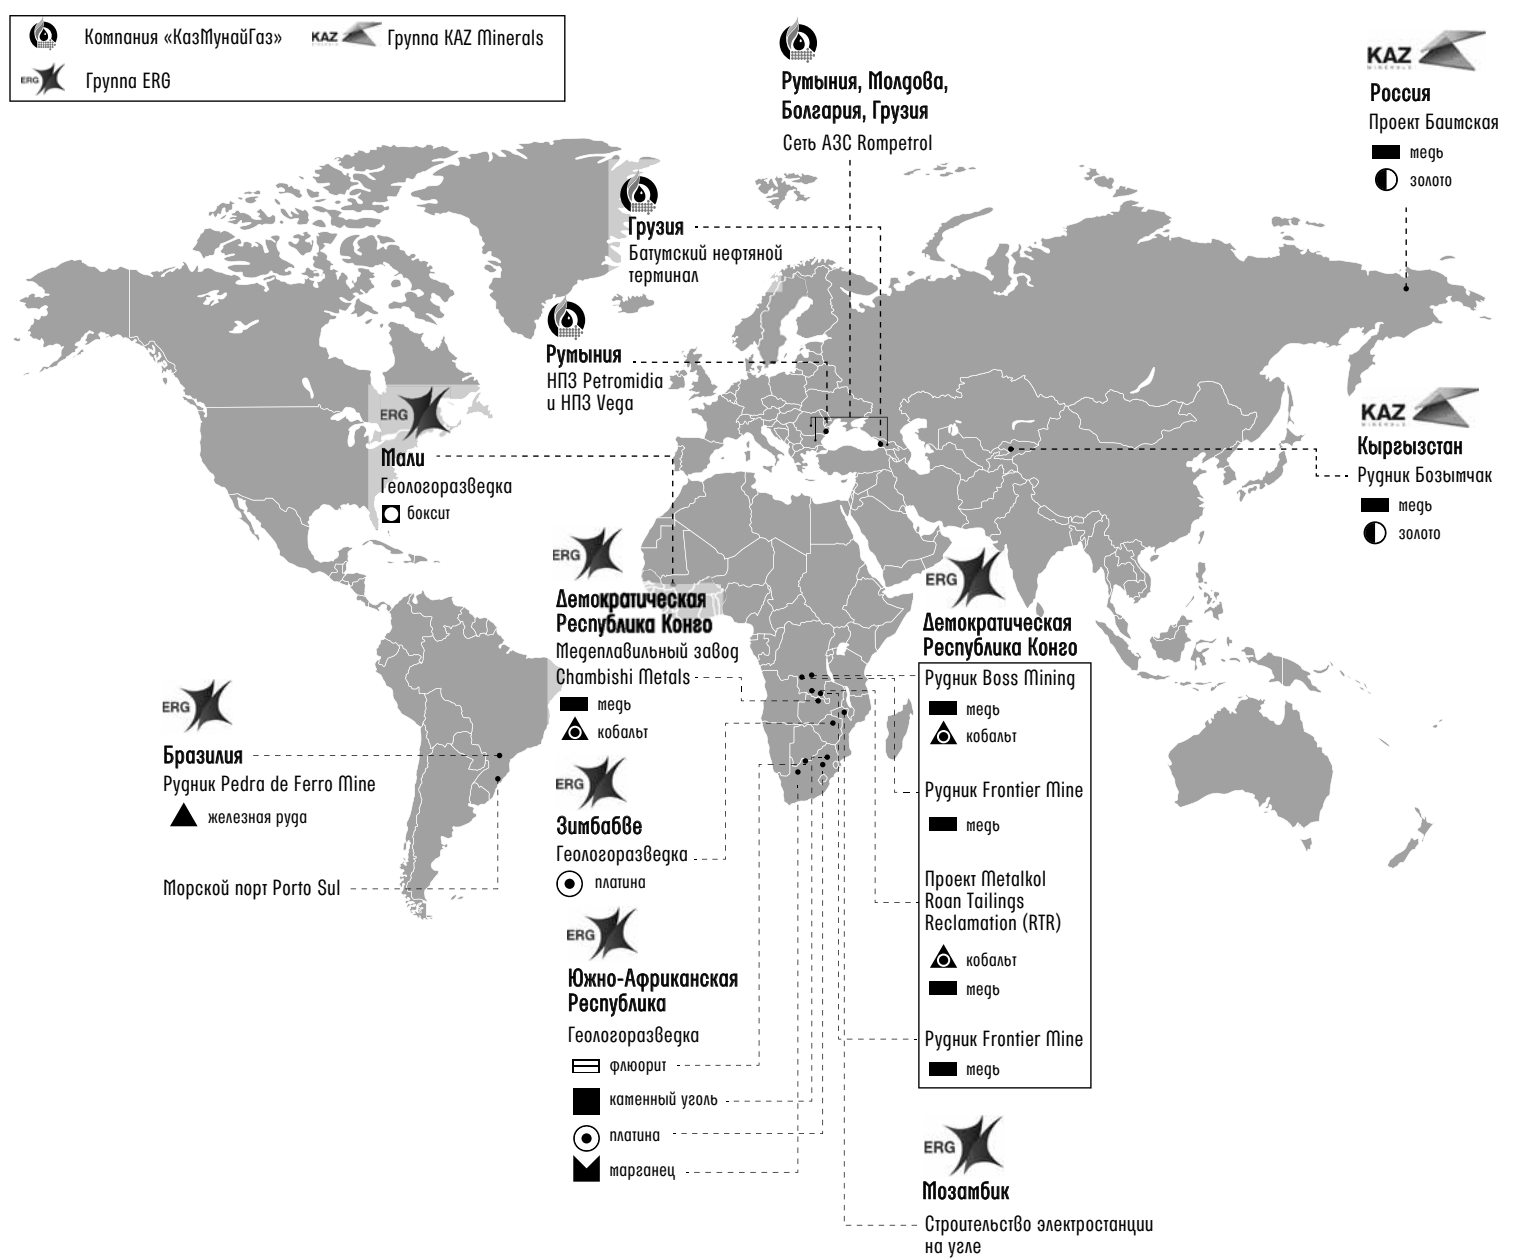 Компания «КазМунайГаз»
KAZ
MINERALS
Группа KAZ Minerals
ERG
Группа ERG
Румыния, Молдова,
Болгария, Грузия
Сеть АЗС Rompetrol
KAZ
MINERALS
Россия
Проект Баимская
медь
золото
Грузия
Батумский нефтяной
терминал
Румыния
НПЗ Petromidia
и НПЗ Vega
KAZ
MINERALS
Кыргызстан
Рудник Бозымчак
медь
золото
ERG
Мали
Геологоразведка
боксит
ERG
Демократическая
Республика Конго
Медеплавильный завод
Chambishi Metals
медь
кобальт
ERG
Зимбабве
Геологоразведка
платина
ERG
Южно-Африканская
Республика
Геологоразведка
флюорит
каменный уголь
платина
марганец
ERG
Бразилия
Рудник Pedra de Ferro Mine
железная руда
Морской порт Porto Sul
ERG
Демократическая
Республика Конго
Рудник Boss Mining
медь
кобальт
Рудник Frontier Mine
медь
Проект Metalkol
Roan Tailings
Reclamation (RTR)
кобальт
медь
Рудник Frontier Mine
медь
ERG
Мозамбик
Строительство электростанции
на угле